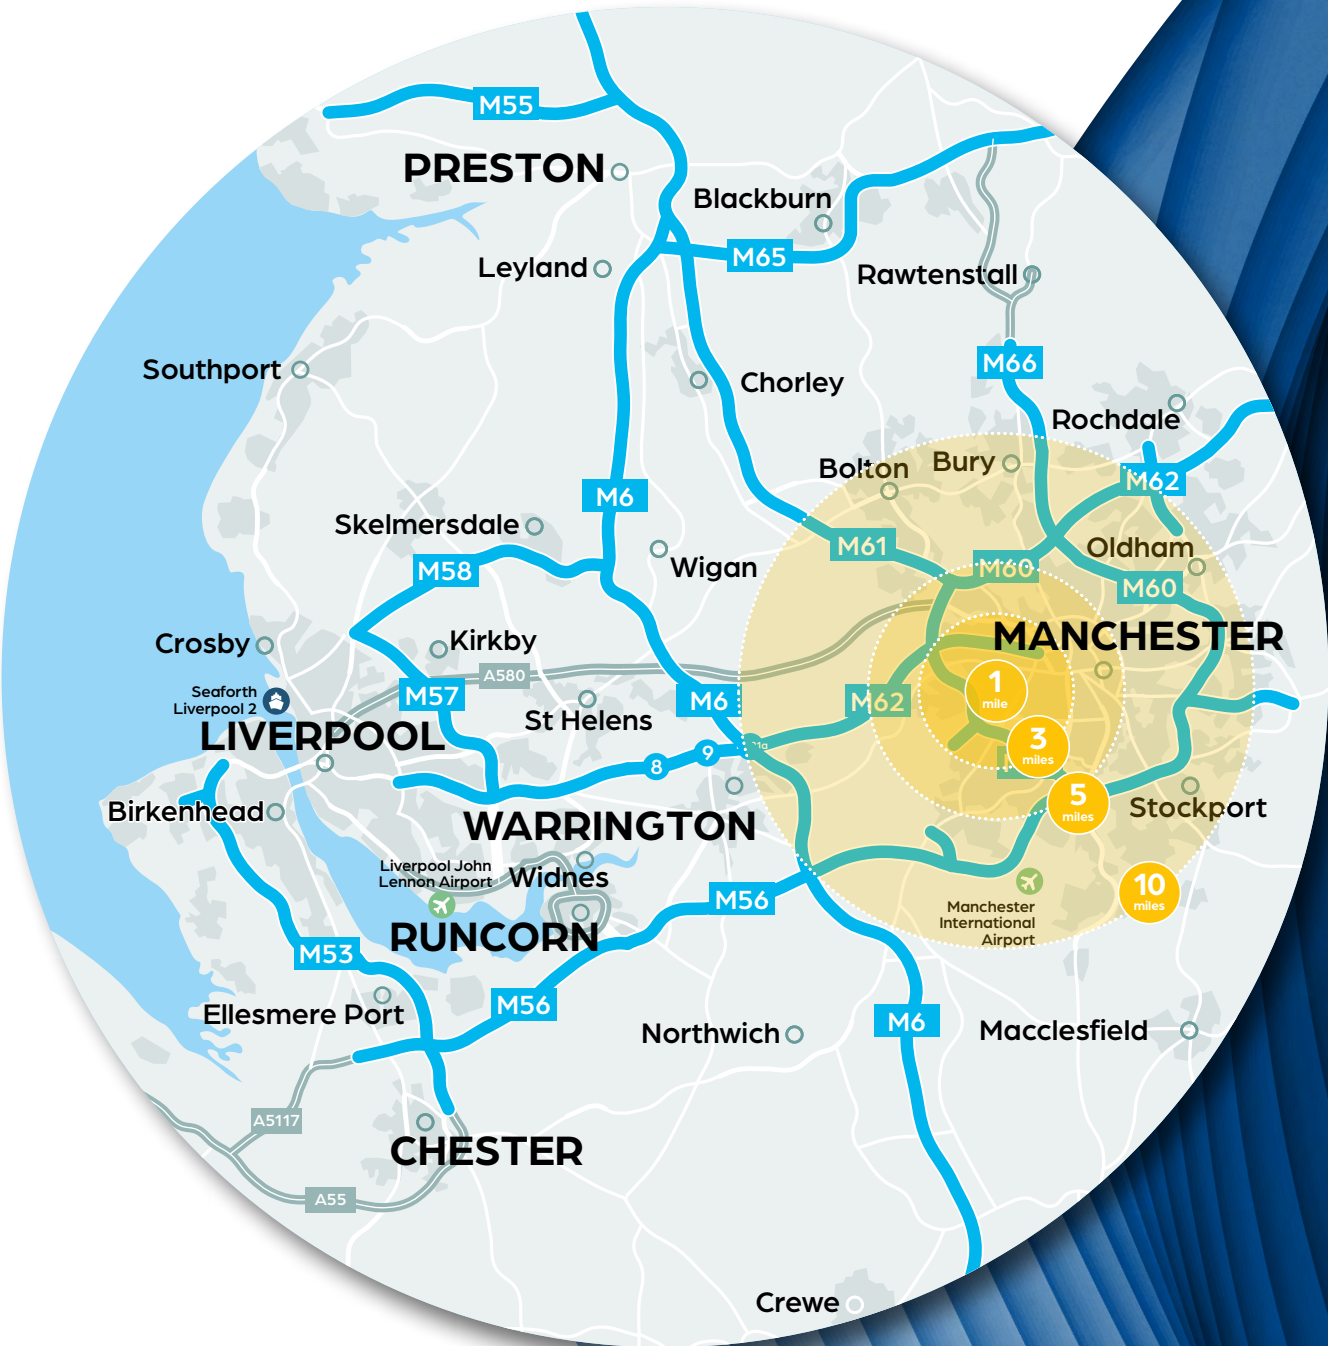 M55
PRESTON
Blackburn
M65
Leyland
Rawtenstall
M66
Southport
Chorley
Rochdale
Bolton
Bury
M62
M6
Skelmersdale
M61
Oldham
Wigan
M58
M60
M60
MANCHESTER
Crosby
Kirkby
A580
Seaforth
Liverpool 2
M57
M6
M62
1
mile
St Helens
LIVERPOOL
3
miles
9
8
5
miles
Birkenhead
Stockport
WARRINGTON
Liverpool John
Lennon Airport
Widnes
10
miles
M56
Manchester
International
Airport
RUNCORN
M53
M56
Ellesmere Port
M6
Northwich
Macclesfield
A5117
CHESTER
A55
Crewe